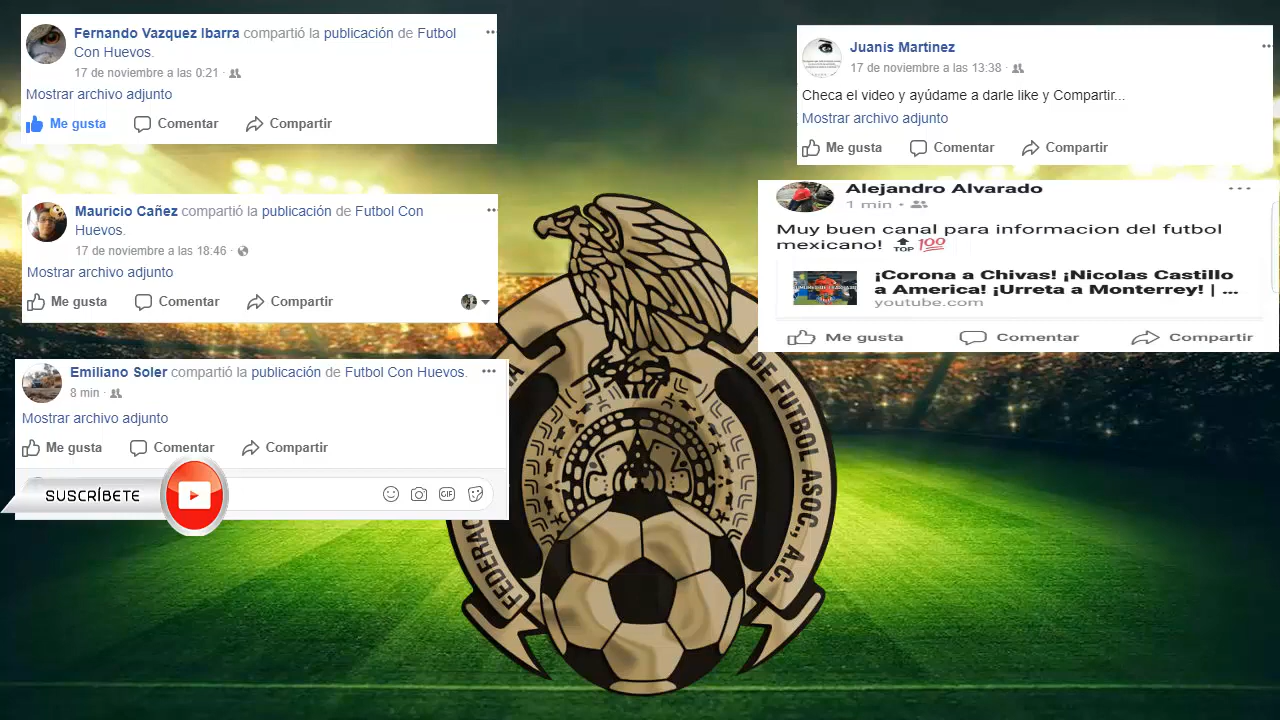 Fernando Vazquez Ibarra compartió la publicación de Futbol
Con Huevos.
17 de noviembre a las 0:21
Mostrar archivo adjunto
Me gusta Comentar Compartir
Mauricio Cañez compartió la publicación de Futbol Con
Huevos.
17 de noviembre a las 18:46
Mostrar archivo adjunto
Me gusta Comentar Compartir
Emiliano Soler compartió la publicación de Futbol Con Huevos.
8 min
Mostrar archivo adjunto
Me gusta Comentar Compartir
GIF
SUSCRÍBETE
Juanis Martinez
17 de noviembre a las 13:38
Checa el video y ayúdame a darle like y Compartir...
Mostrar archivo adjunto
Me gusta Comentar Compartir
Alejandro Alvarado
1 min
Muy buen canal para informacion del futbol
mexicano! TOP 100
¡Corona a Chivas! ¡Nicolas Castillo
a America! ¡Urreta a Monterrey! | ...
youtube.com
Me gusta Comentar Compartir
DE FUTBOL ASOC., A.C.